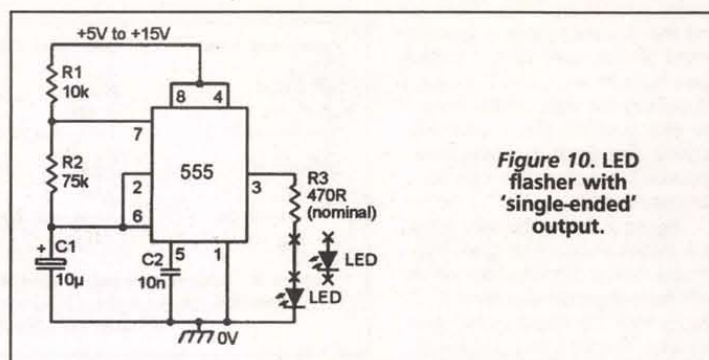 +5V to +15V
R1
10k
8 4
7
R2
75k
2
555
3
R3
470R
(nominal)
6
+ C1
10µ
C2
10n
5
1
LED
LED
0V
Figure 10. LED
flasher with
'single-ended'
output.